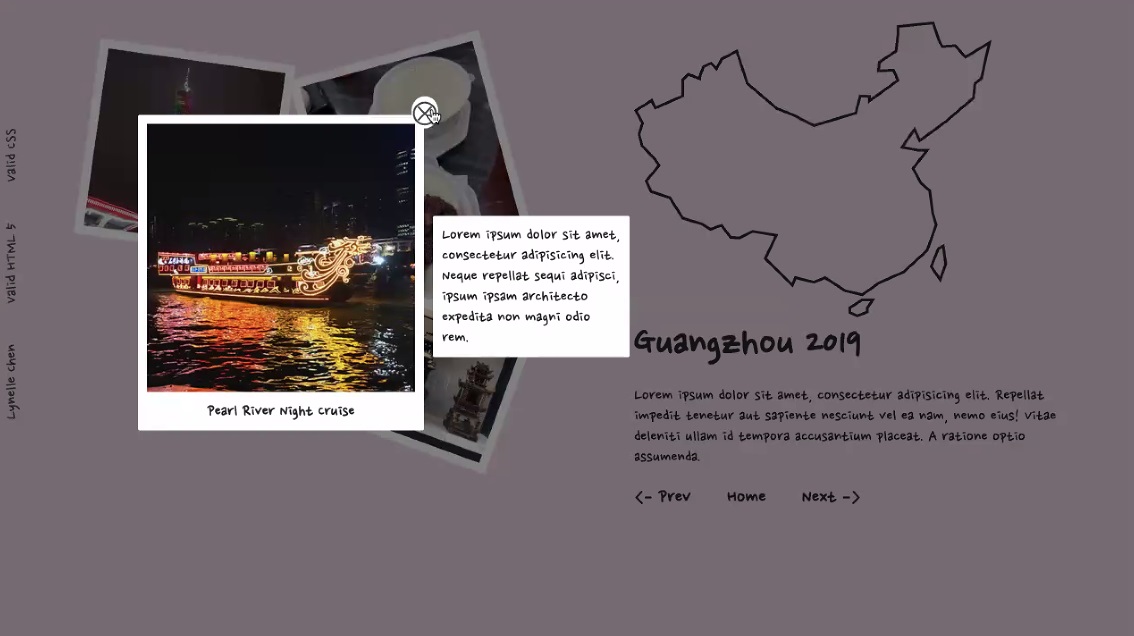 Valid CSS
Valid HTML 5
Lynelle Chen
Pearl River Night Cruise
Lorem ipsum dolor sit amet,
consectetur adipisicing elit.
Neque repellat sequi adipisci,
ipsum ipsam architecto
expedita non magni odio
rem.
Guangzhou 2019
Lorem ipsum dolor sit amet, consectetur adipisicing elit. Repellat
impedit tenetur aut sapiente nesciunt vel ea nam, nemo eius! Vitae
deleniti ullam id tempora accusantium placeat. A ratione optio
assumenda.
<- Prev Home Next ->